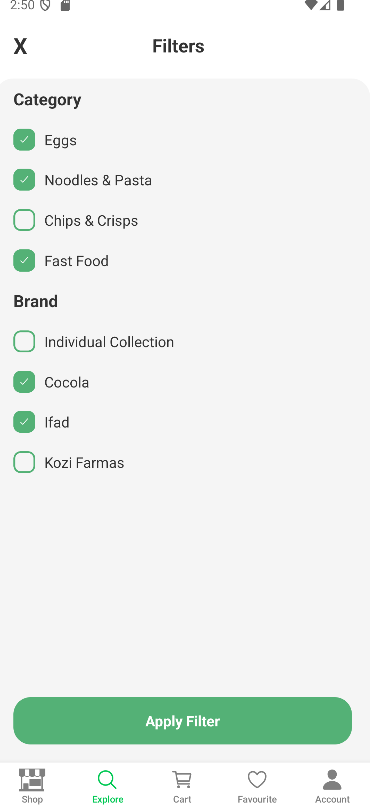 2:50
X Filters
Category
Eggs
Noodles & Pasta
Chips & Crisps
Fast Food
Brand
Individual Collection
Cocola
Ifad
Kozi Farmas
Apply Filter
Shop Explore Cart Favourite Account